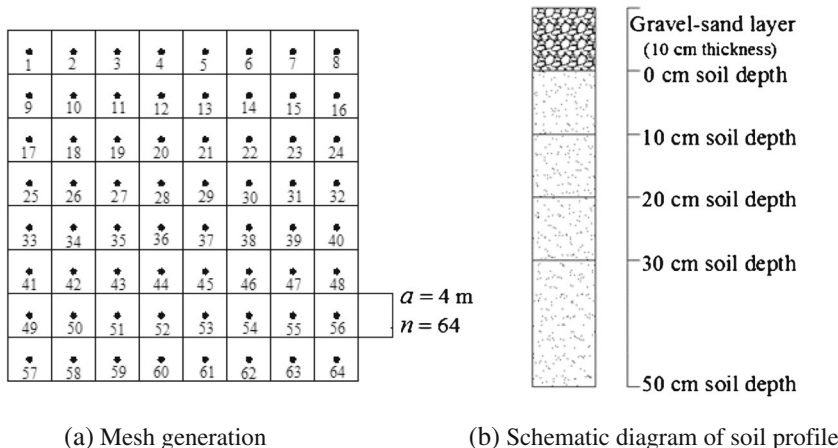 1 2 3 4 5 6 7 8
9 10 11 12 13 14 15 16
17 18 19 20 21 22 23 24
25 26 27 28 29 30 31 32
33 34 35 36 37 38 39 40
41 42 43 44 45 46 47 48
49 50 51 52 53 54 55 56
57 58 59 60 61 62 63 64
a = 4 m
n = 64
(a) Mesh generation
Gravel-sand layer
(10 cm thickness)
0 cm soil depth
10 cm soil depth
20 cm soil depth
30 cm soil depth
50 cm soil depth
(b) Schematic diagram of soil profile